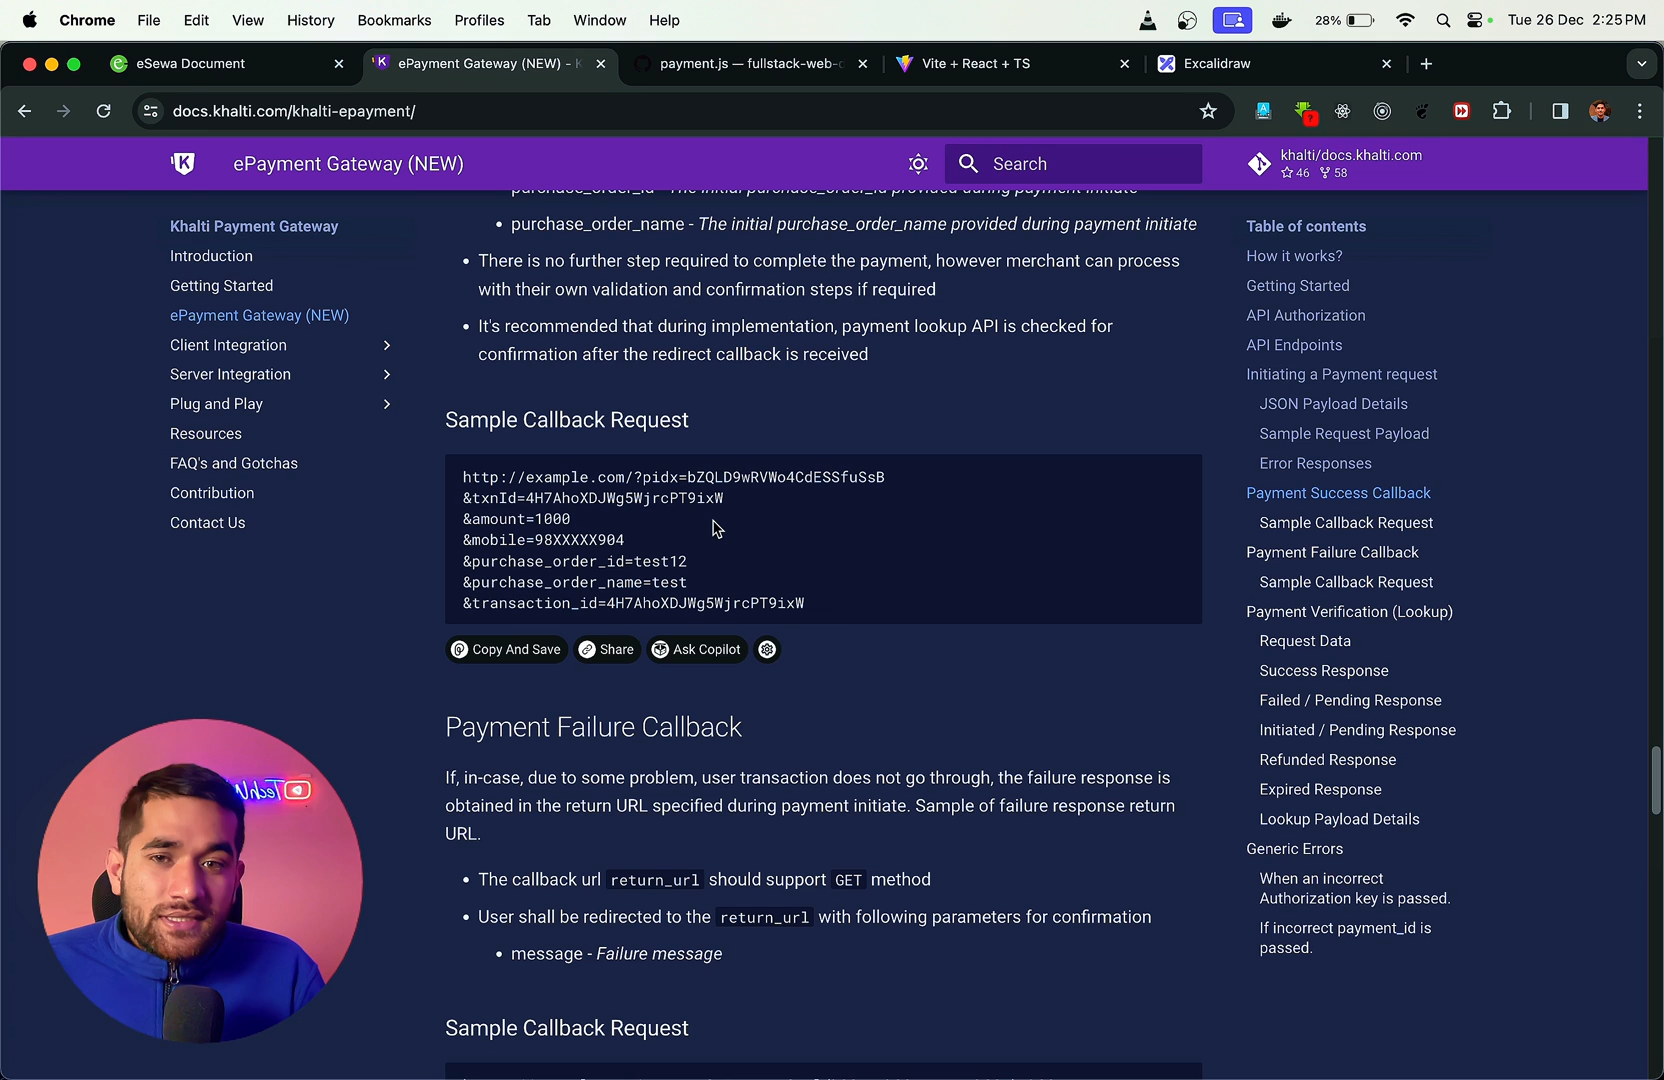 Chrome File Edit View History Bookmarks Profiles Tab Window Help 28% Tue 26 Dec 2:25 PM
eSewa Document ePayment Gateway (NEW) - K payment.js — fullstack-web- Vite + React + TS Excalidraw
docs.khalti.com/khalti-epayment/
ePayment Gateway (NEW) Search khalti/docs.khalti.com
46 58
Khalti Payment Gateway
Introduction
Getting Started
ePayment Gateway (NEW)
Client Integration
Server Integration
Plug and Play
Resources
FAQ's and Gotchas
Contribution
Contact Us
purchase_order_id - The initial purchase_order_id provided during payment initiate
• purchase_order_name - The initial purchase_order_name provided during payment initiate
• There is no further step required to complete the payment, however merchant can process
with their own validation and confirmation steps if required
• It's recommended that during implementation, payment lookup API is checked for
confirmation after the redirect callback is received
Sample Callback Request
http://example.com/?pidx=bZQLD9wRVWo4CdESSfuSsB
&txnId=4H7AhoXDJWg5WjrcPT9ixW
&amount=1000
&mobile=98XXXXX904
&purchase_order_id=test12
&purchase_order_name=test
&transaction_id=4H7AhoXDJWg5WjrcPT9ixW
Copy And Save Share Ask Copilot
Payment Failure Callback
If, in-case, due to some problem, user transaction does not go through, the failure response is
obtained in the return URL specified during payment initiate. Sample of failure response return
URL.
• The callback url return_url should support GET method
• User shall be redirected to the return_url with following parameters for confirmation
• message - Failure message
Sample Callback Request
Table of contents
How it works?
Getting Started
API Authorization
API Endpoints
Initiating a Payment request
JSON Payload Details
Sample Request Payload
Error Responses
Payment Success Callback
Sample Callback Request
Payment Failure Callback
Sample Callback Request
Payment Verification (Lookup)
Request Data
Success Response
Failed / Pending Response
Initiated / Pending Response
Refunded Response
Expired Response
Lookup Payload Details
Generic Errors
When an incorrect
Authorization key is passed.
If incorrect payment_id is
passed.